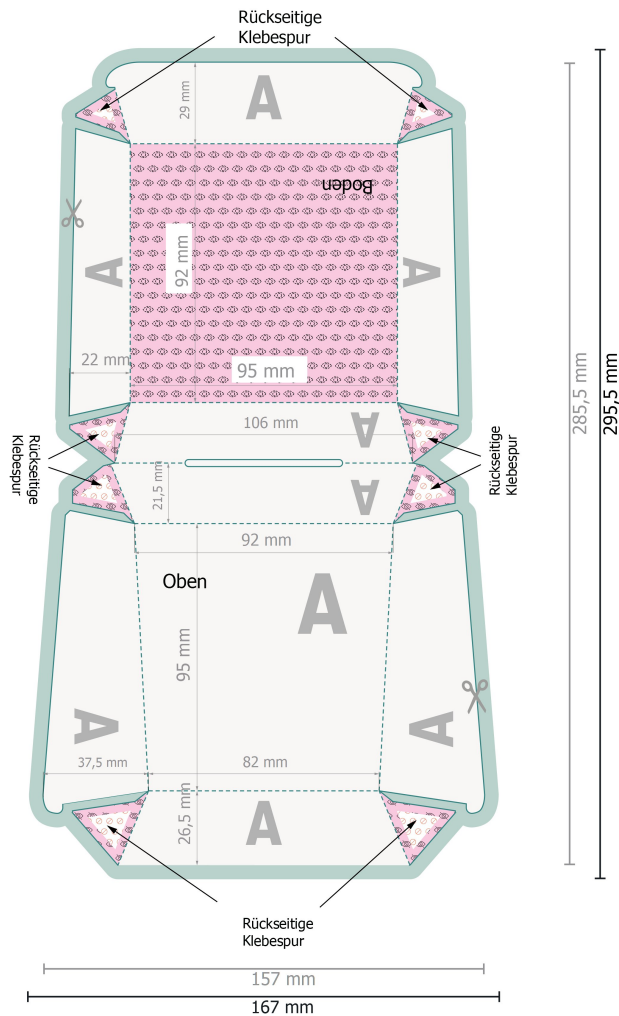 Rückseitige
Klebespur
29 mm
A
Boden
92 mm
A
A
22 mm
95 mm
285,5 mm
295,5 mm
106 mm
A
Rückseitige
Klebespur
Rückseitige
Klebespur
21,5 mm
A
92 mm
Oben
A
95 mm
A
A
37,5 mm
82 mm
26,5 mm
A
Rückseitige
Klebespur
157 mm
167 mm